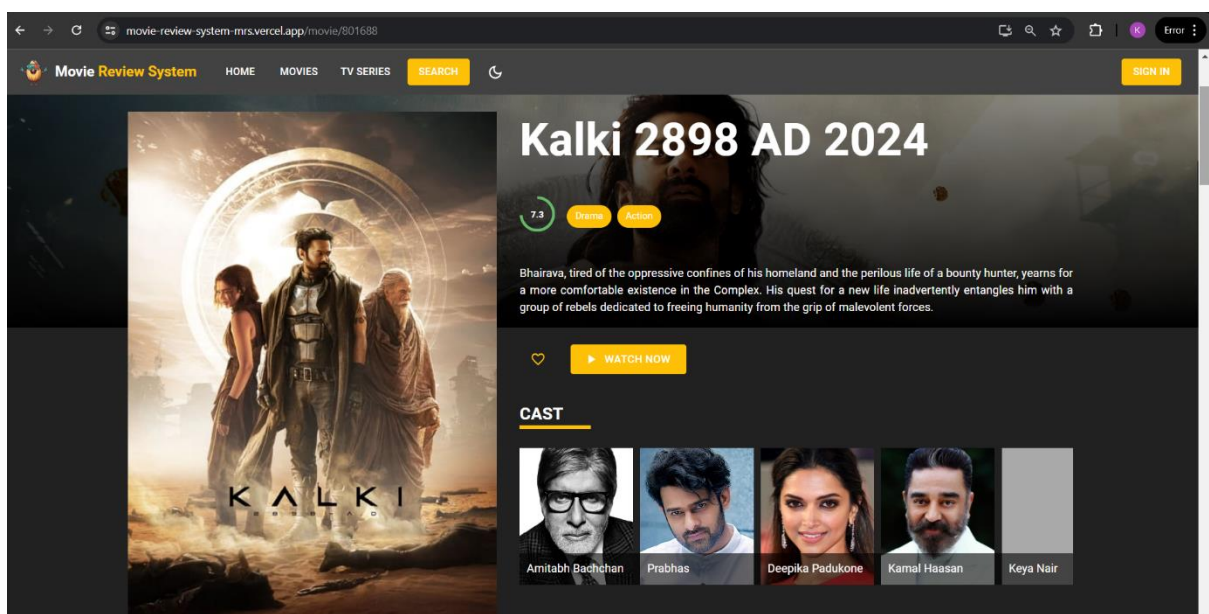 movie-review-system-mrs.vercel.app/movie/801688
K
Error
Movie Review System
HOME
MOVIES
TV SERIES
SEARCH
SIGN IN
Kalki 2898 AD 2024
7.3
Drama
Action
Bhairava, tired of the oppressive confines of his homeland and the perilous life of a bounty hunter, yearns for
a more comfortable existence in the Complex. His quest for a new life inadvertently entangles him with a
group of rebels dedicated to freeing humanity from the grip of malevolent forces.
WATCH NOW
CAST
KALKI
2898-AD
Amitabh Bachchan
Prabhas
Deepika Padukone
Kamal Haasan
Keya Nair